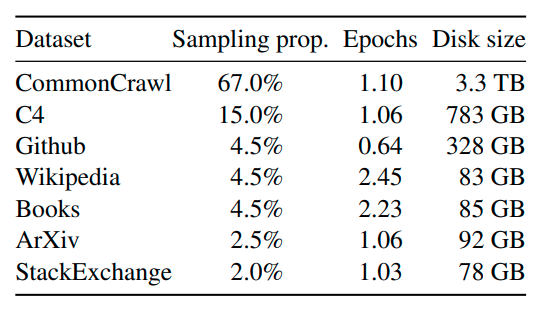 Dataset Sampling prop. Epochs Disk size
CommonCrawl 67.0% 1.10 3.3 TB
C4 15.0% 1.06 783 GB
Github 4.5% 0.64 328 GB
Wikipedia 4.5% 2.45 83 GB
Books 4.5% 2.23 85 GB
ArXiv 2.5% 1.06 92 GB
StackExchange 2.0% 1.03 78 GB